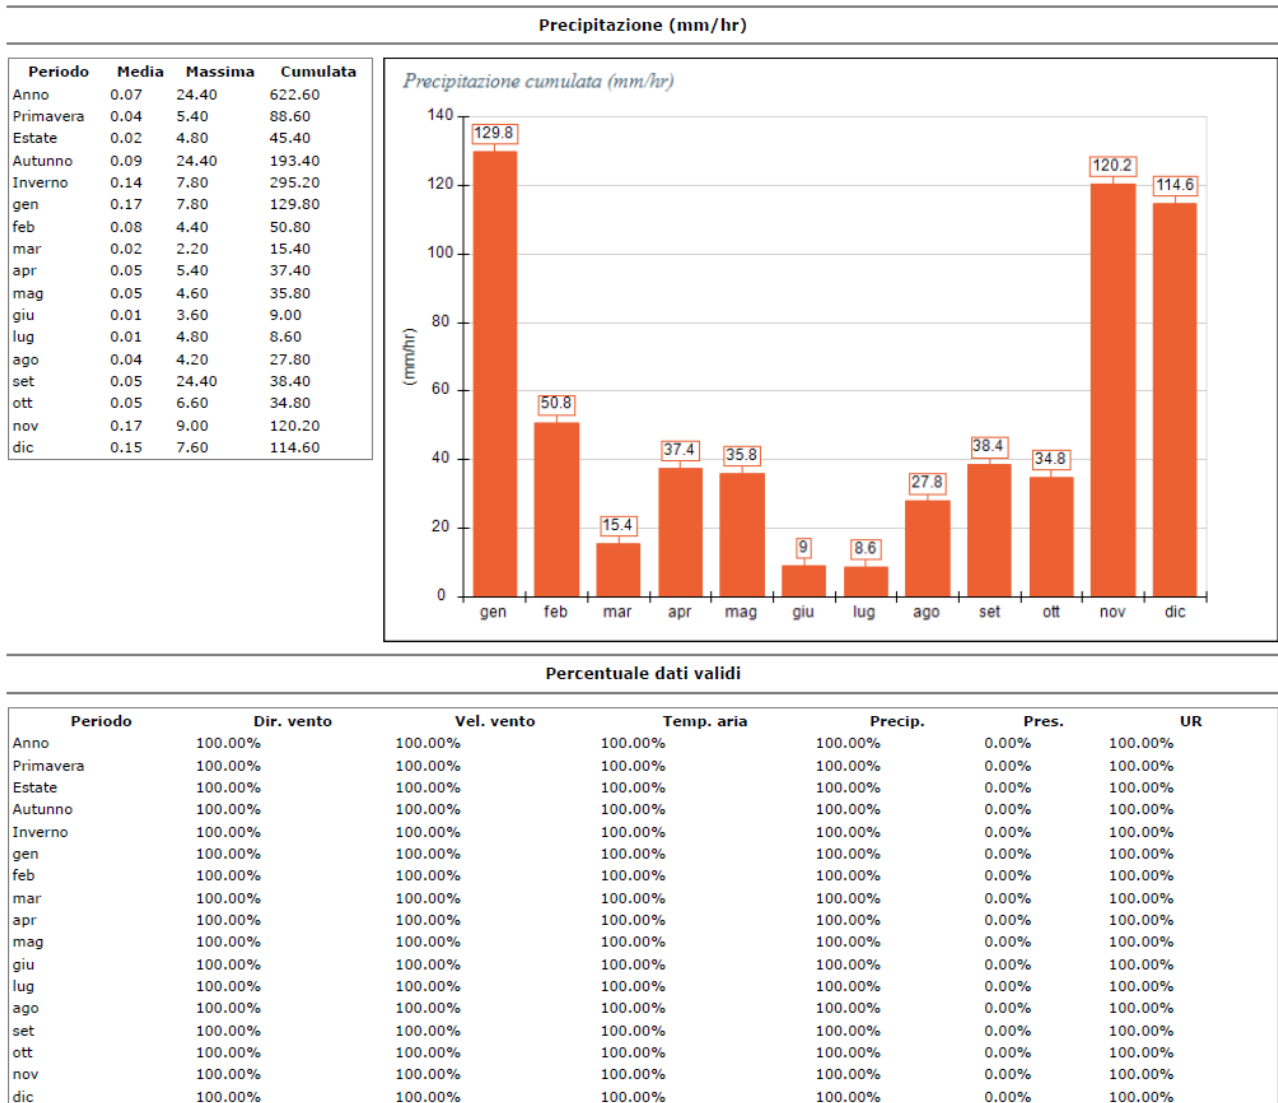 Precipitazione (mm/hr)
Periodo Media Massima Cumulata
Anno 0.07 24.40 622.60
Primavera 0.04 5.40 88.60
Estate 0.02 4.80 45.40
Autunno 0.09 24.40 193.40
Inverno 0.14 7.80 295.20
gen 0.17 7.80 129.80
feb 0.08 4.40 50.80
mar 0.02 2.20 15.40
apr 0.05 5.40 37.40
mag 0.05 4.60 35.80
giu 0.01 3.60 9.00
lug 0.01 4.80 8.60
ago 0.04 4.20 27.80
set 0.05 24.40 38.40
ott 0.05 6.60 34.80
nov 0.17 9.00 120.20
dic 0.15 7.60 114.60
Precipitazione cumulata (mm/hr)
(mm/hr)
140
120
100
80
60
40
20
0
129.8
50.8
15.4
37.4
35.8
9
8.6
27.8
38.4
34.8
120.2
114.6
gen feb mar apr mag giu lug ago set ott nov dic
Percentuale dati validi
Periodo Dir. vento Vel. vento Temp. aria Precip. Pres. UR
Anno 100.00% 100.00% 100.00% 100.00% 0.00% 100.00%
Primavera 100.00% 100.00% 100.00% 100.00% 0.00% 100.00%
Estate 100.00% 100.00% 100.00% 100.00% 0.00% 100.00%
Autunno 100.00% 100.00% 100.00% 100.00% 0.00% 100.00%
Inverno 100.00% 100.00% 100.00% 100.00% 0.00% 100.00%
gen 100.00% 100.00% 100.00% 100.00% 0.00% 100.00%
feb 100.00% 100.00% 100.00% 100.00% 0.00% 100.00%
mar 100.00% 100.00% 100.00% 100.00% 0.00% 100.00%
apr 100.00% 100.00% 100.00% 100.00% 0.00% 100.00%
mag 100.00% 100.00% 100.00% 100.00% 0.00% 100.00%
giu 100.00% 100.00% 100.00% 100.00% 0.00% 100.00%
lug 100.00% 100.00% 100.00% 100.00% 0.00% 100.00%
ago 100.00% 100.00% 100.00% 100.00% 0.00% 100.00%
set 100.00% 100.00% 100.00% 100.00% 0.00% 100.00%
ott 100.00% 100.00% 100.00% 100.00% 0.00% 100.00%
nov 100.00% 100.00% 100.00% 100.00% 0.00% 100.00%
dic 100.00% 100.00% 100.00% 100.00% 0.00% 100.00%